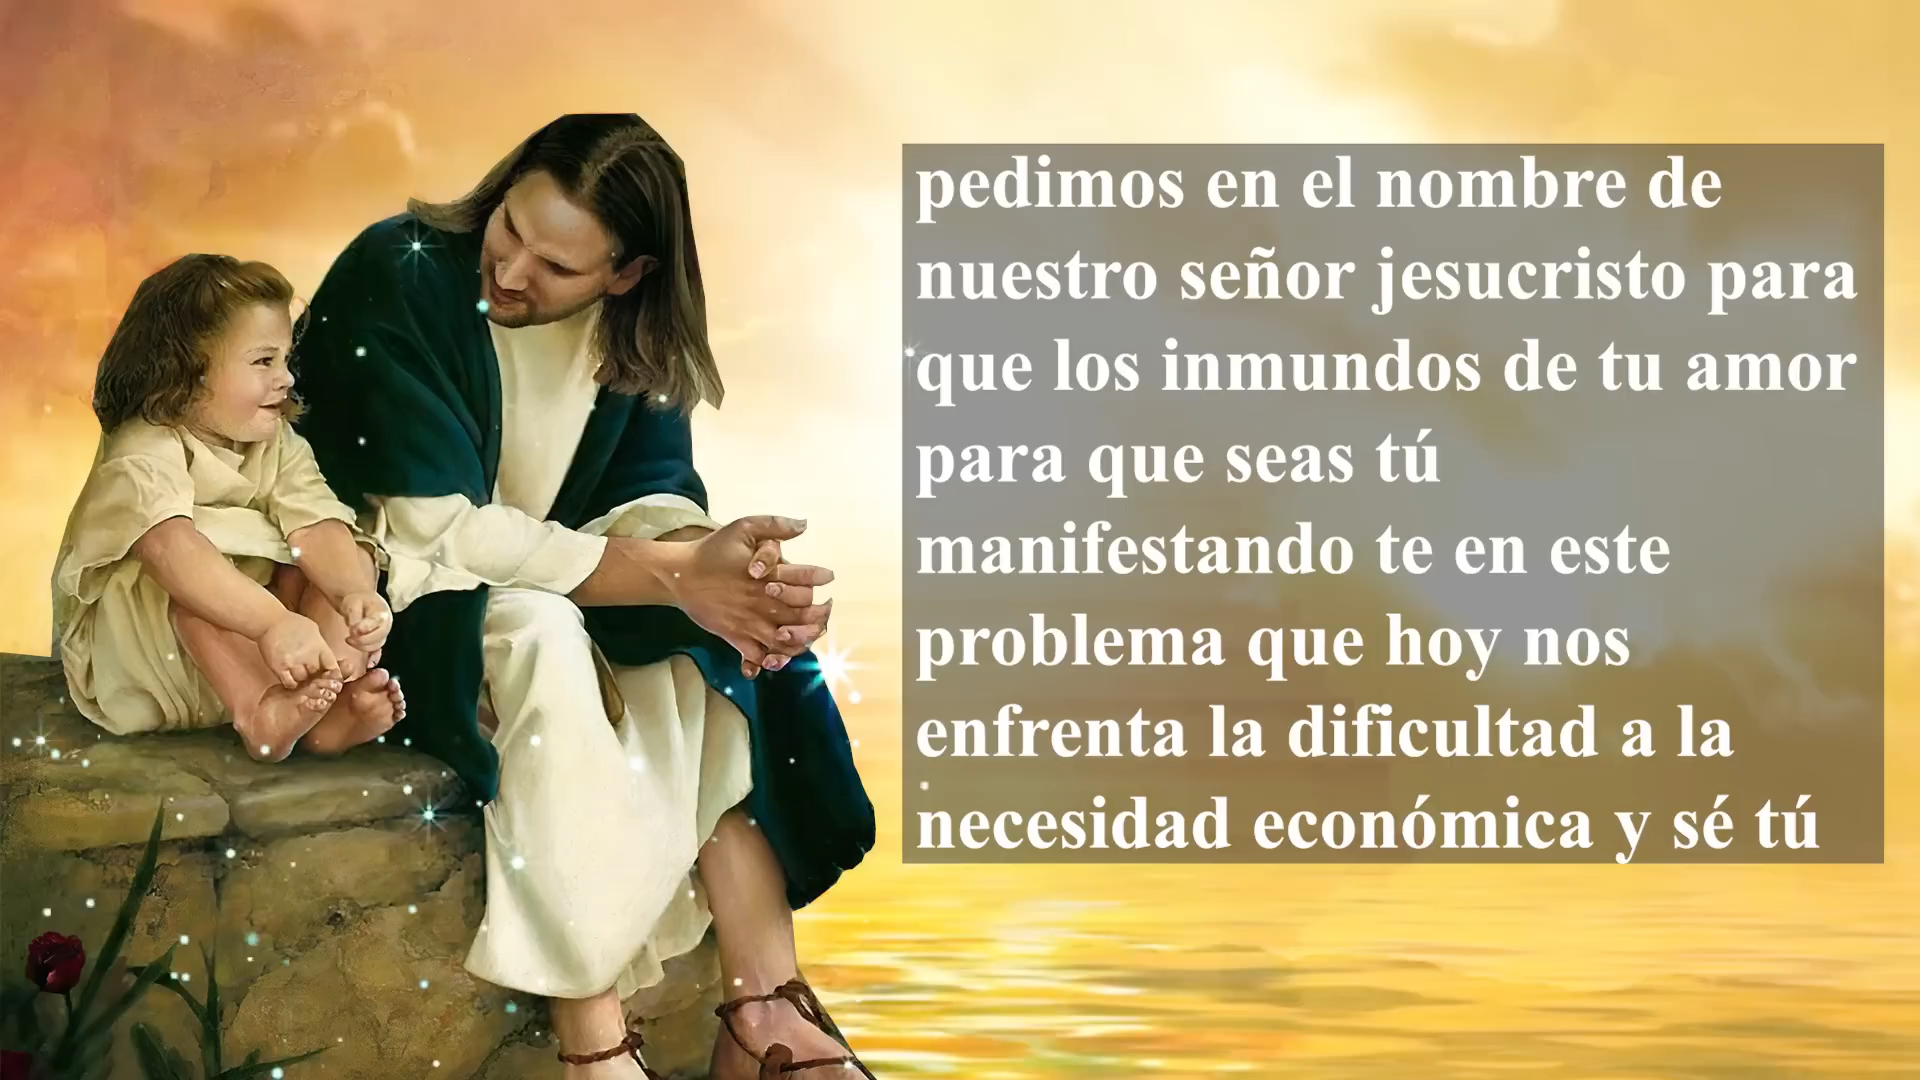 pedimos en el nombre de
nuestro señor jesucristo para
que los inmundos de tu amor
para que seas tú
manifestando te en este
problema que hoy nos
enfrenta la dificultad a la
necesidad económica y sé tú